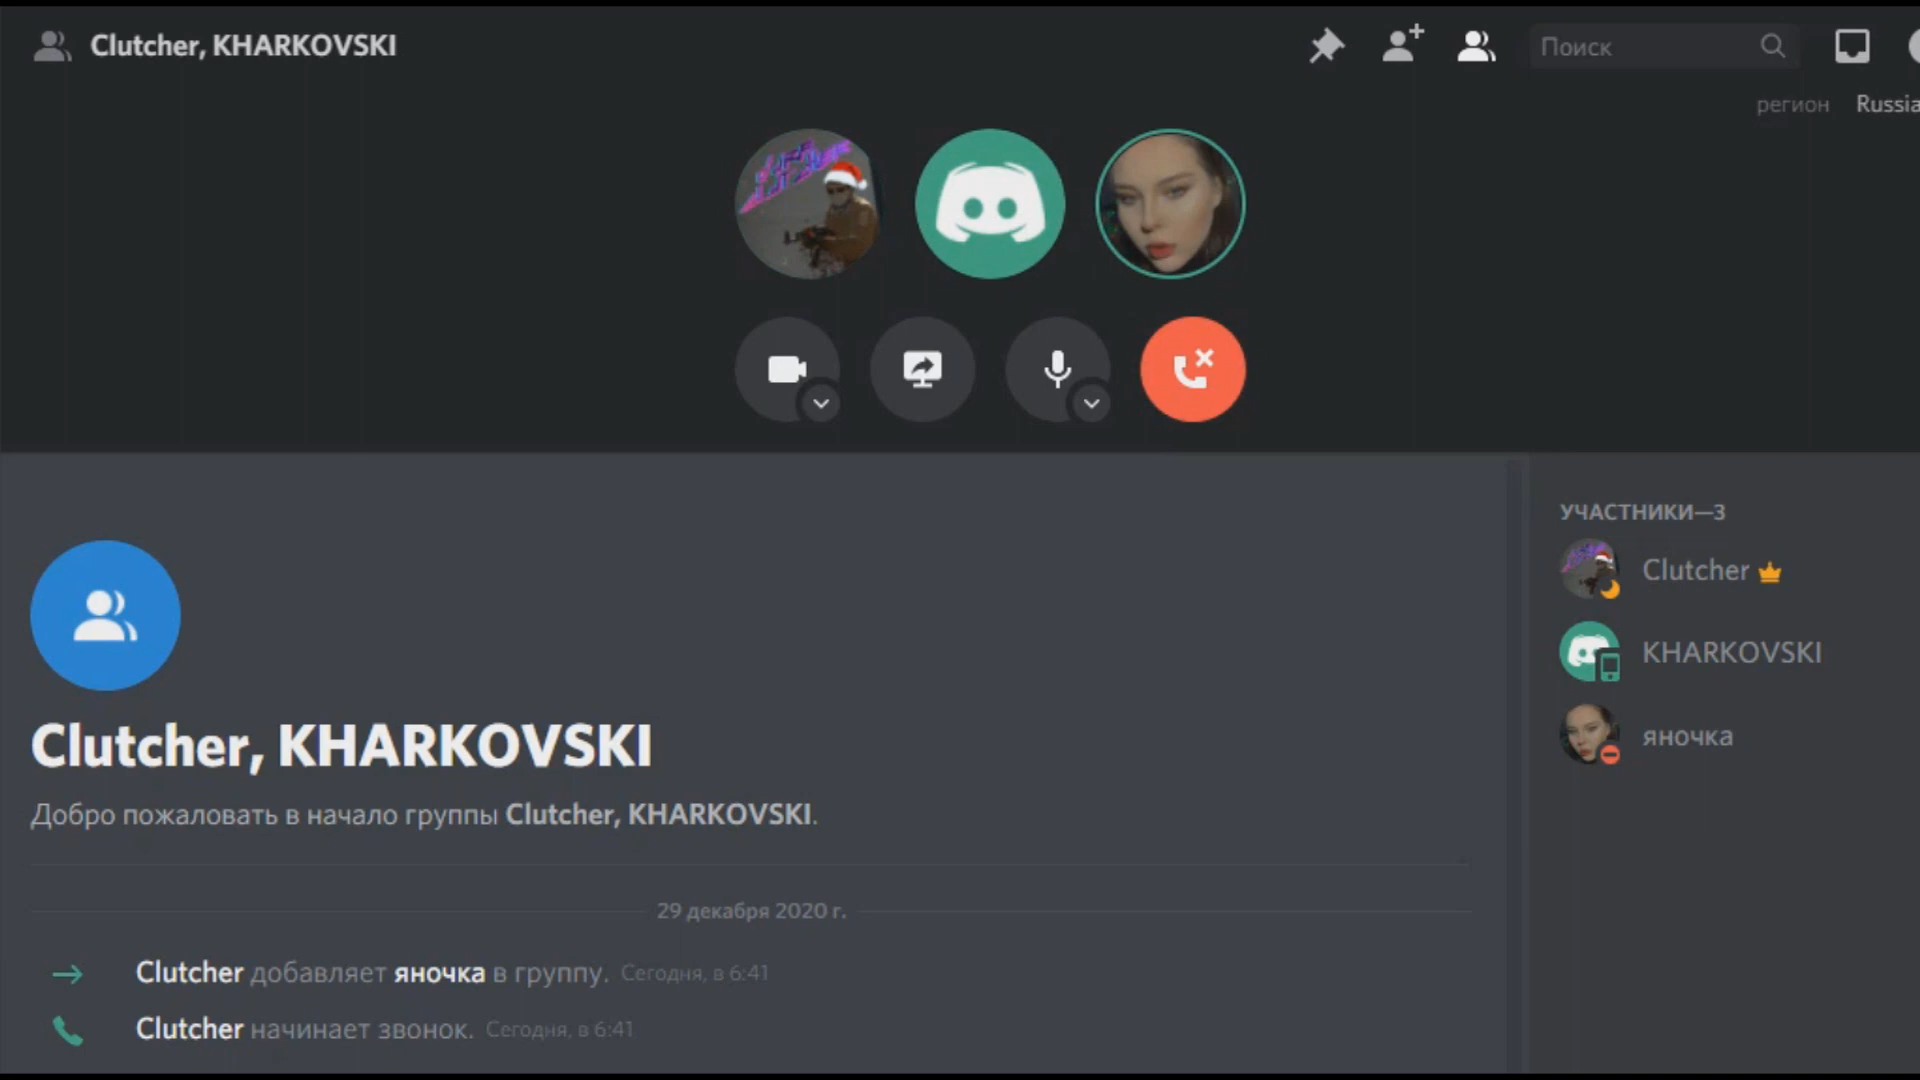 Clutcher, KHARKOVSKI
Поиск
регион Russia
УЧАСТНИКИ—3
Clutcher
KHARKOVSKI
яночка
Clutcher, KHARKOVSKI
Добро пожаловать в начало группы Clutcher, KHARKOVSKI.
29 декабря 2020 г.
Clutcher добавляет яночка в группу. Сегодня, в 6:41
Clutcher начинает звонок. Сегодня, в 6:41